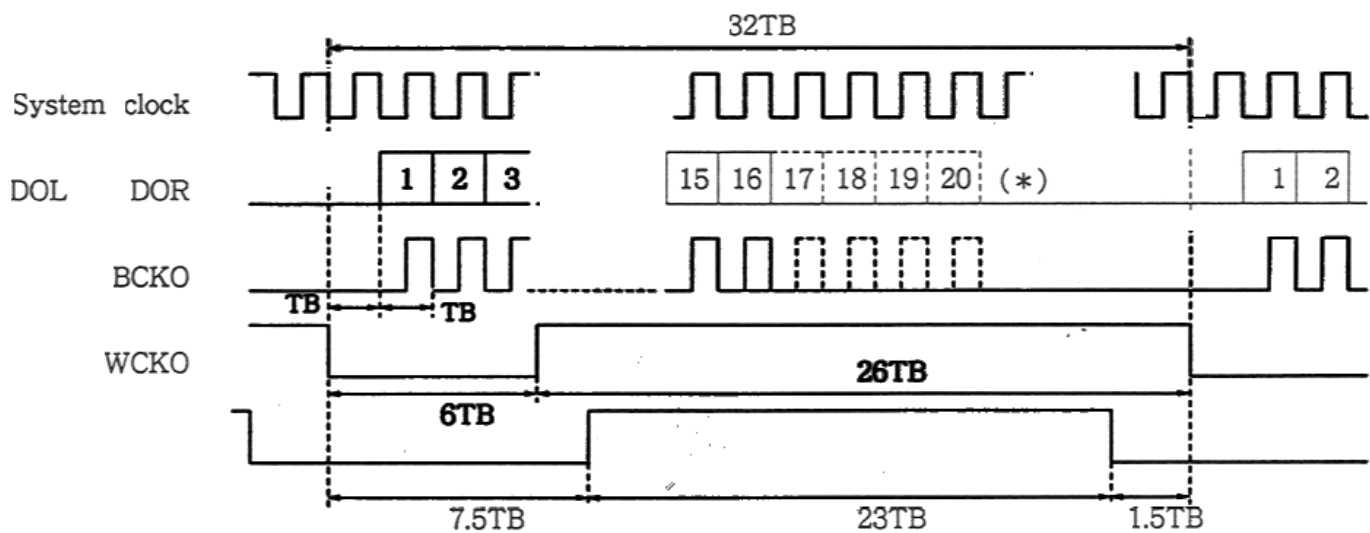 32TB
System clock
DOL DOR 1 2 3 15 16 17 18 19 20 (*) 1 2
BCKO
TB TB
WCKO
26TB
6TB
7.5TB 23TB 1.5TB